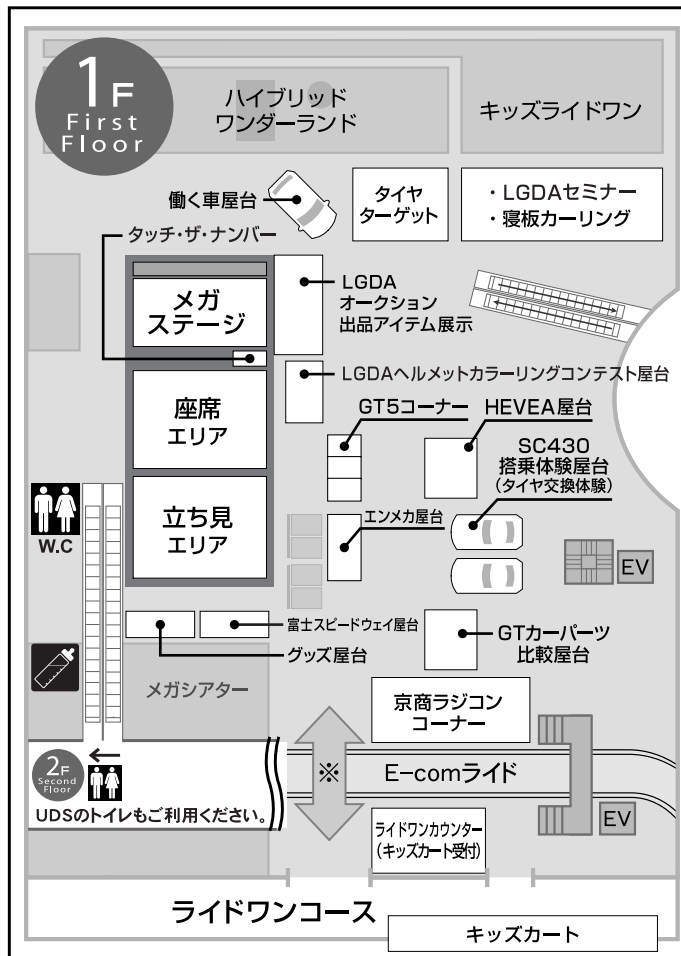 1F
First
Floor
ハイブリッド
ワンダーランド
キッズライドワン
働く車屋台
タイヤ
ターゲット
・LGDAセミナー
・寝板カーリング
タッチ・ザ・ナンバー
メガ
ステージ
LGDA
オークション
出品アイテム展示
LGDAヘルメットカラーリングコンテスト屋台
座席
エリア
GT5コーナー
HEVEA屋台
SC430
搭乗体験屋台
(タイヤ交換体験)
立ち見
エリア
エンメカ屋台
W.C
EV
富士スピードウェイ屋台
グッズ屋台
GTカーパーツ
比較屋台
メガシアター
京商ラジコン
コーナー
2F
Second
Floor
←
UDSのトイレもご利用ください。
※
E-comライド
EV
ライドワンカウンター
(キッズカート受付)
ライドワンコース
キッズカート